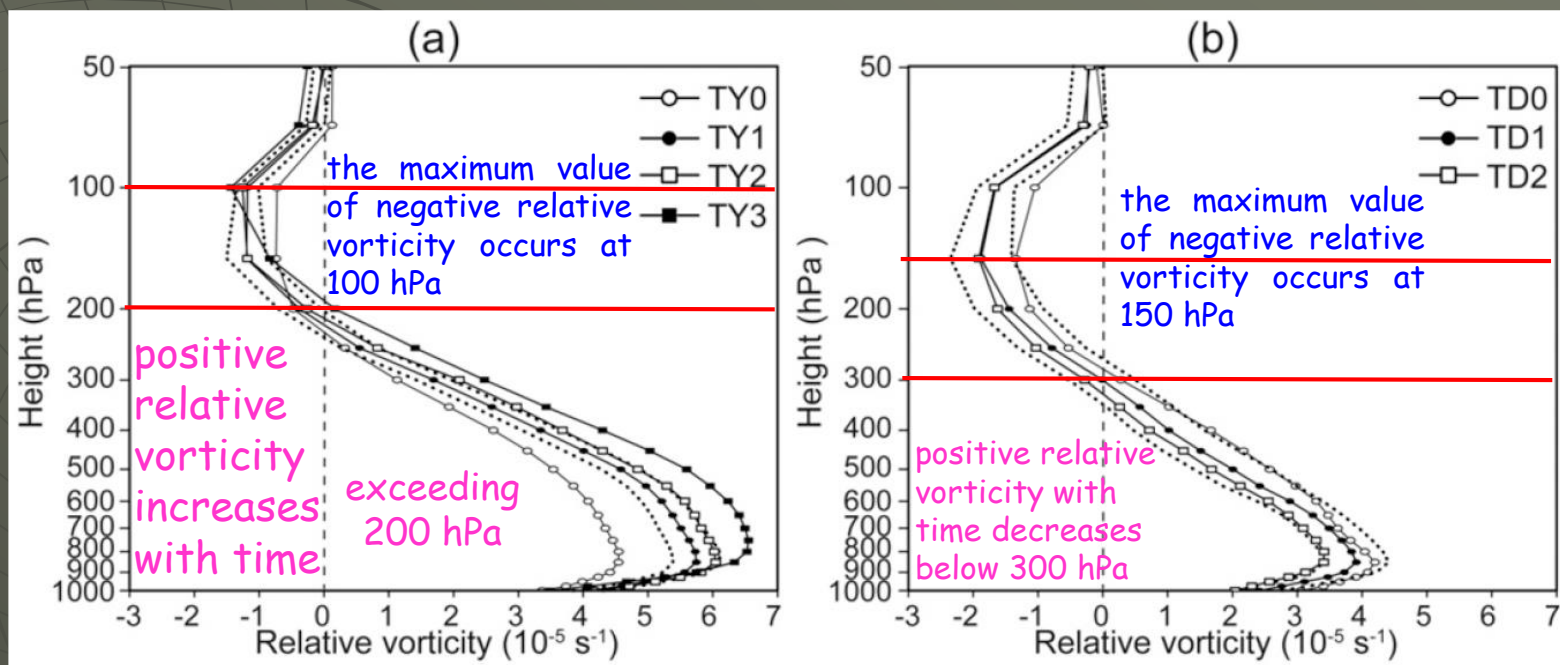 (a)
50
100
200
300
400
500
600
700
800
900
1000
Height (hPa)
TY0
TY1
TY2
TY3
the maximum value
of negative relative
vorticity occurs at
100 hPa
positive
relative
vorticity
increases
with time
exceeding
200 hPa
-3 -2 -1 0 1 2 3 4 5 6 7
Relative vorticity (10⁻⁵ s⁻¹)
(b)
50
100
200
300
400
500
600
700
800
900
1000
Height (hPa)
TD0
TD1
TD2
the maximum value
of negative relative
vorticity occurs at
150 hPa
positive relative
vorticity with
time decreases
below 300 hPa
-3 -2 -1 0 1 2 3 4 5 6 7
Relative vorticity (10⁻⁵ s⁻¹)